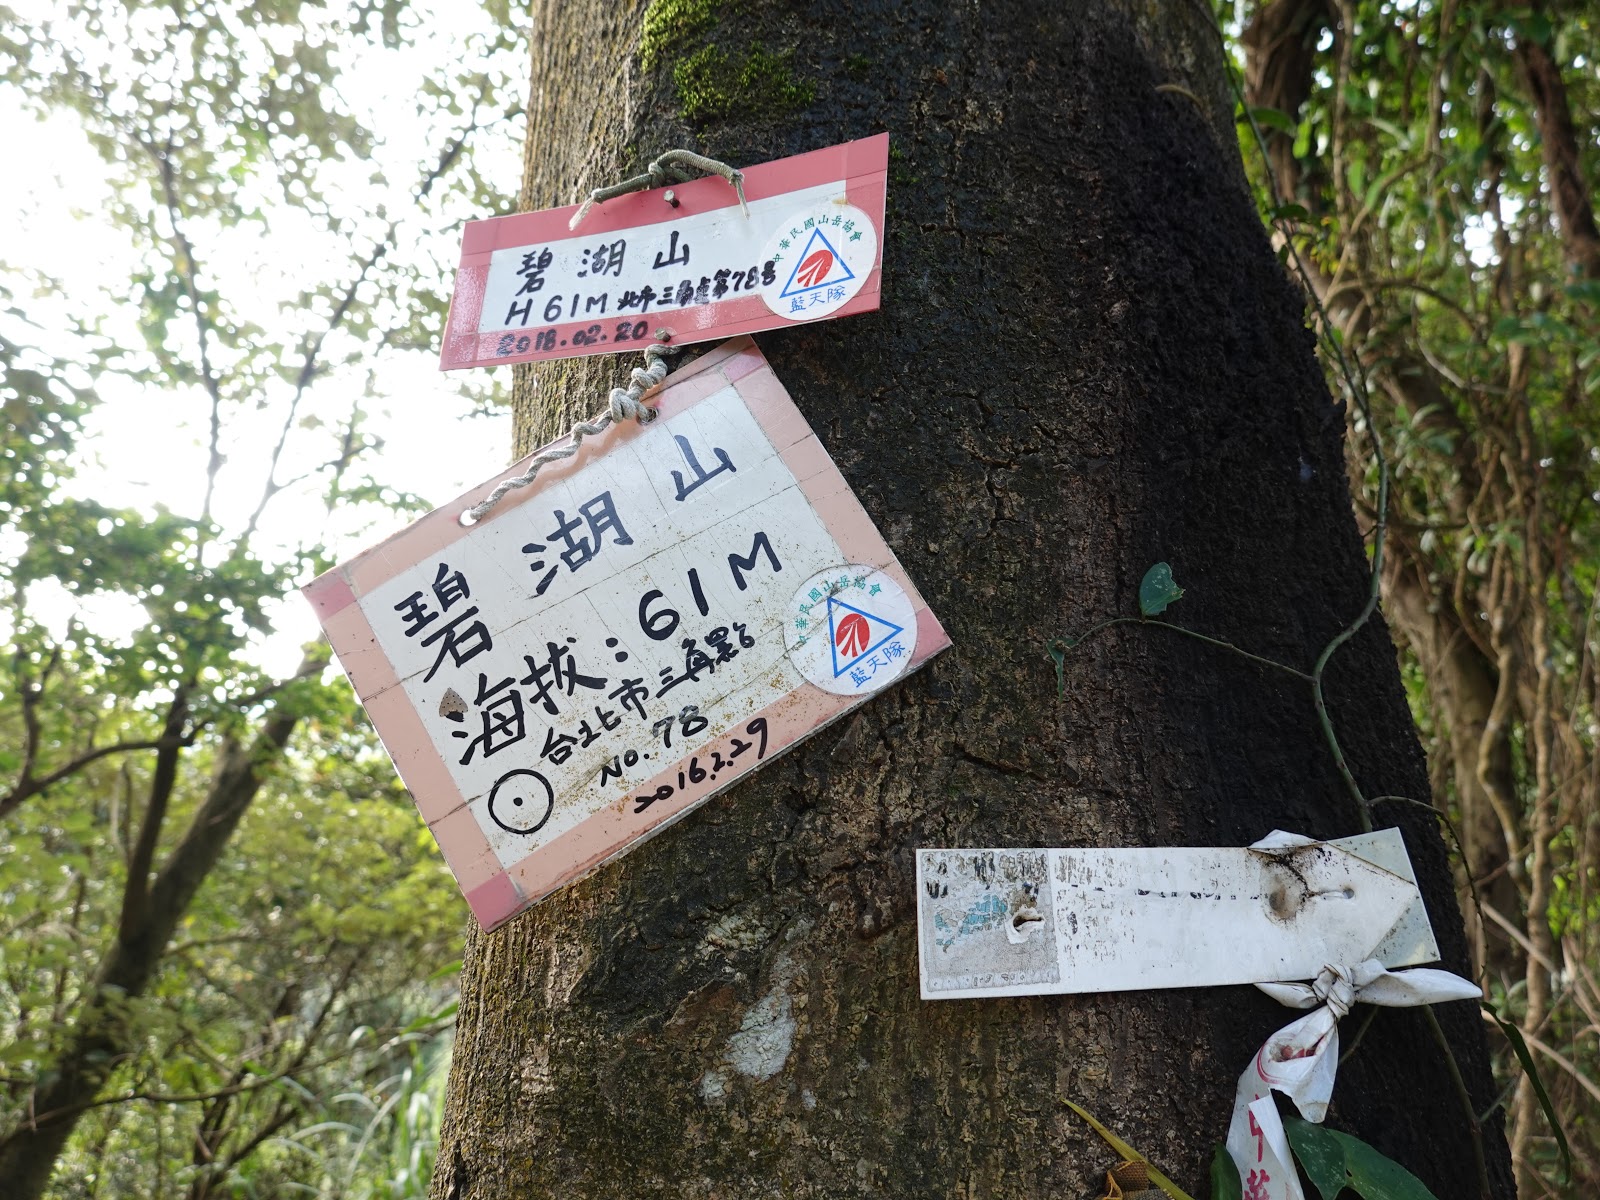 碧湖山
H61M 北市三角點第78号
2018.02.20
中華民國山岳協會
藍天隊
碧湖山
海拔:61M
台北市三角點
NO.78
2016.2.29
中華民國山岳協會
藍天隊